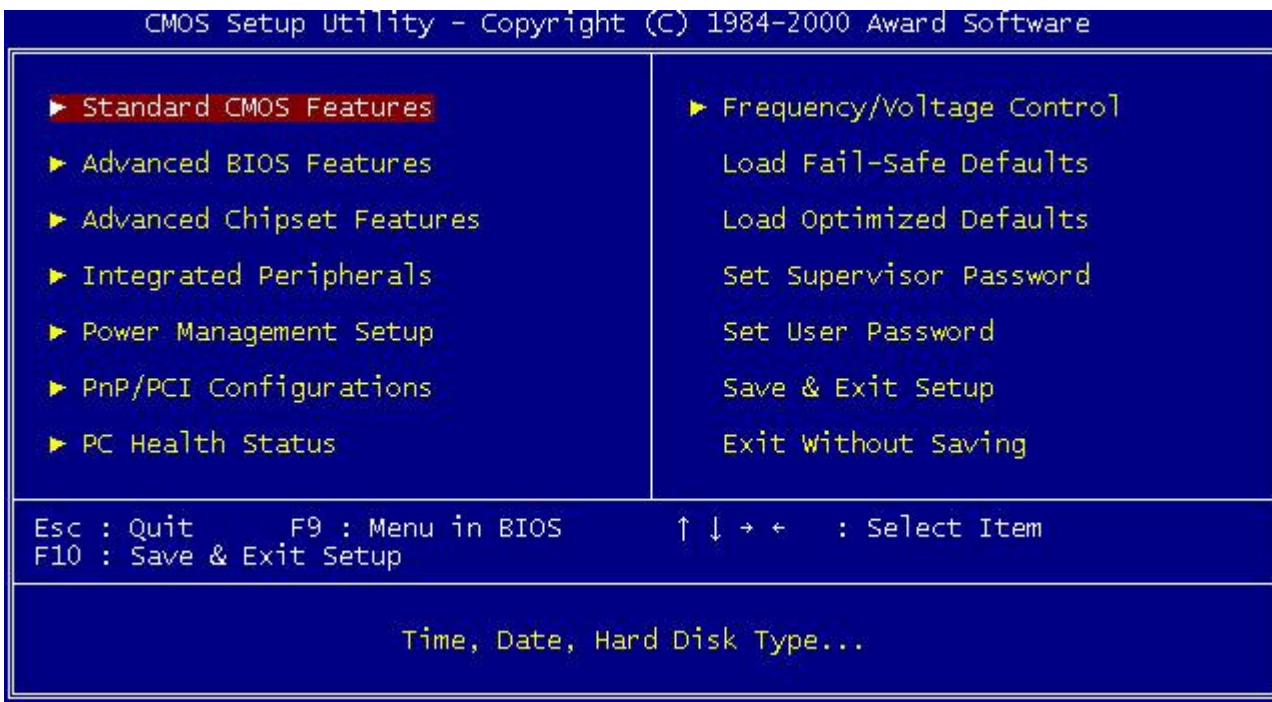 CMOS Setup Utility - Copyright (C) 1984-2000 Award Software
► Standard CMOS Features
► Advanced BIOS Features
► Advanced Chipset Features
► Integrated Peripherals
► Power Management Setup
► PnP/PCI Configurations
► PC Health Status
► Frequency/Voltage Control
Load Fail-Safe Defaults
Load Optimized Defaults
Set Supervisor Password
Set User Password
Save & Exit Setup
Exit Without Saving
Esc : Quit F9 : Menu in BIOS ↑ ↓ → ← : Select Item
F10 : Save & Exit Setup
Time, Date, Hard Disk Type...